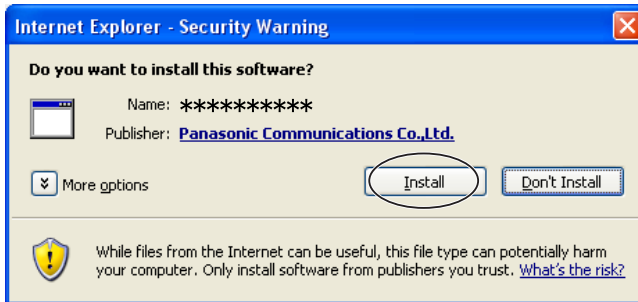 Internet Explorer - Security Warning
Do you want to install this software?
Name: **********
Publisher: Panasonic Communications Co.,Ltd.
More options
Install
Don't Install
While files from the Internet can be useful, this file type can potentially harm
your computer. Only install software from publishers you trust. What's the risk?